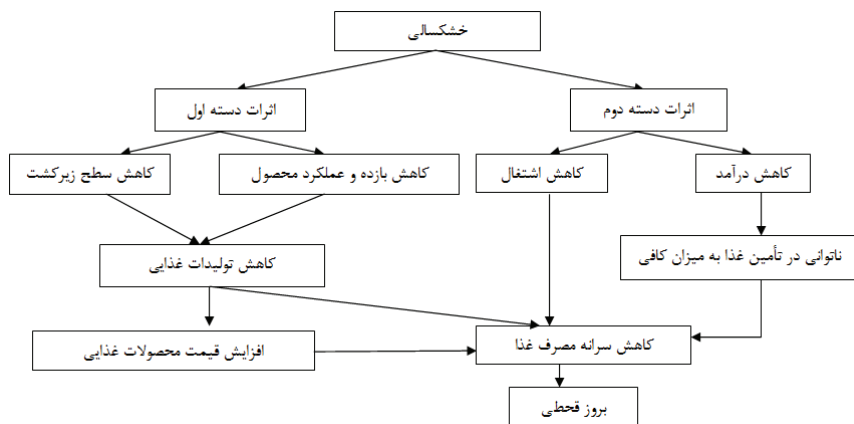 خشکسالی
اثرات دسته اول
اثرات دسته دوم
کاهش سطح زیرکشت
کاهش بازده و عملکرد محصول
کاهش اشتغال
کاهش درآمد
کاهش تولیدات غذایی
ناتوانی در تأمین غذا به میزان کافی
افزایش قیمت محصولات غذایی
کاهش سرانه مصرف غذا
بروز قحطی